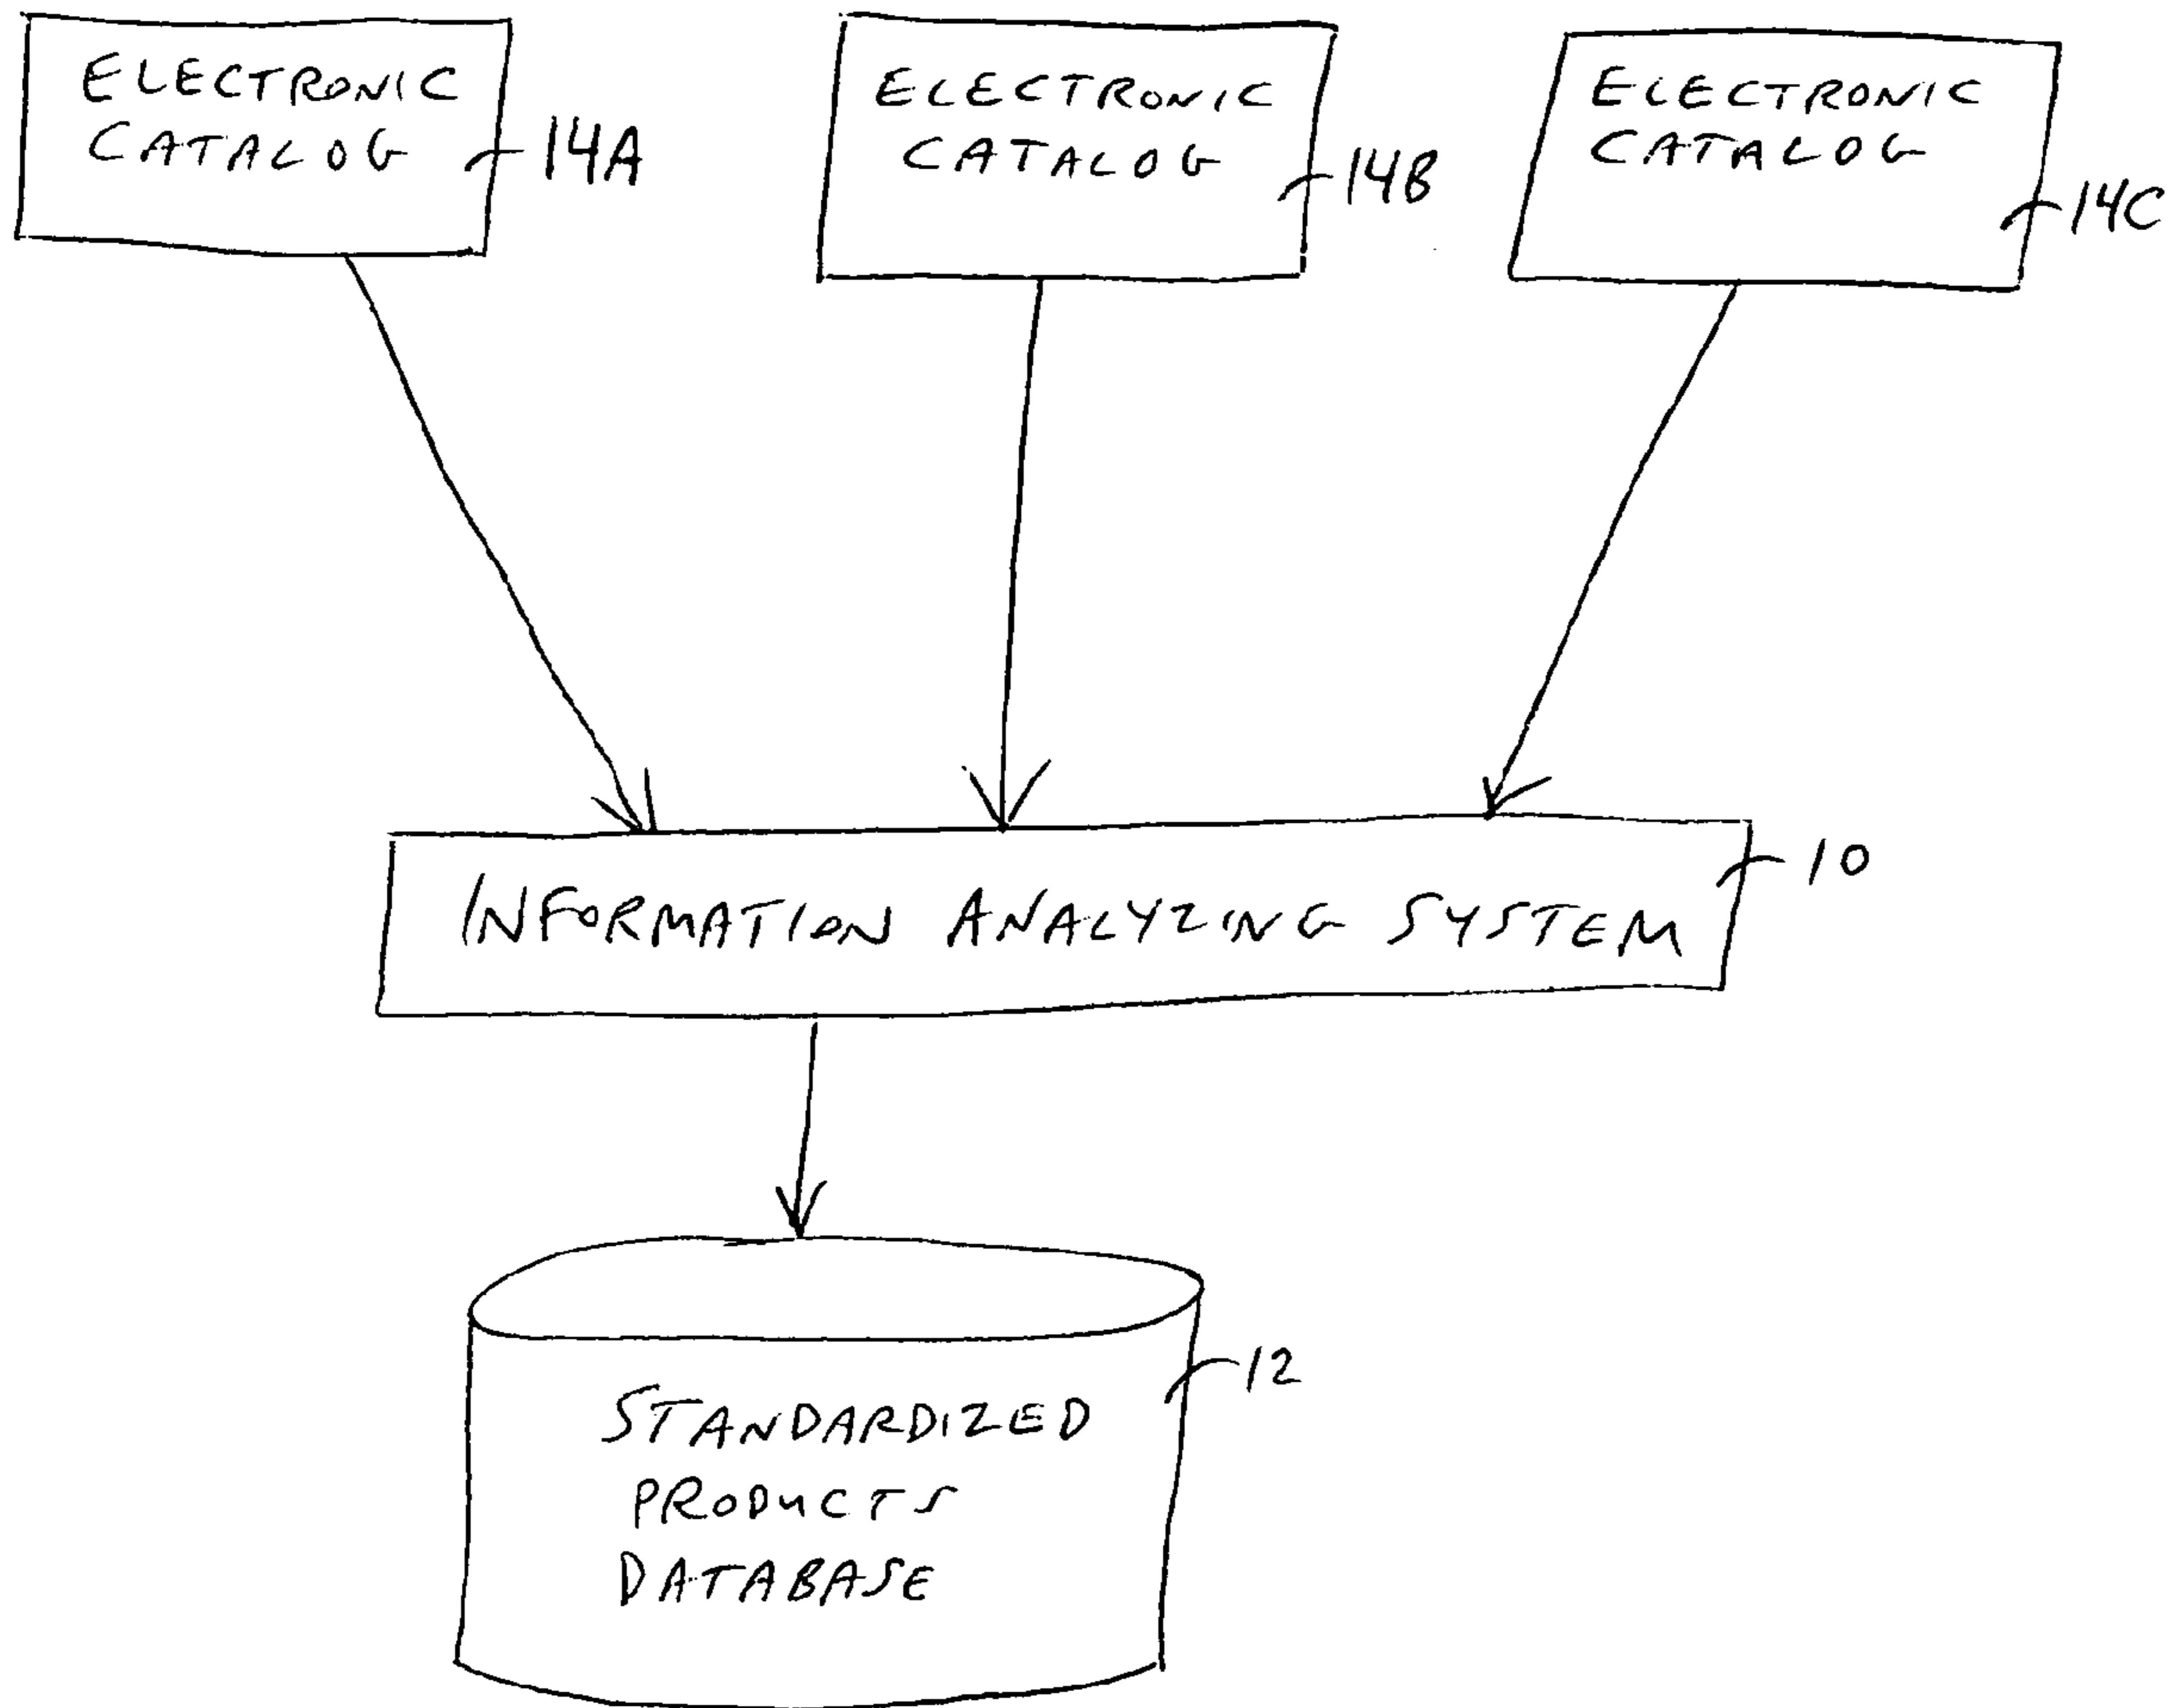 ELECTRONIC
CATALOG
14A
ELECTRONIC
CATALOG
14B
ELECTRONIC
CATALOG
14C
INFORMATION ANALYZING SYSTEM
10
STANDARDIZED
PRODUCTS
DATABASE
12